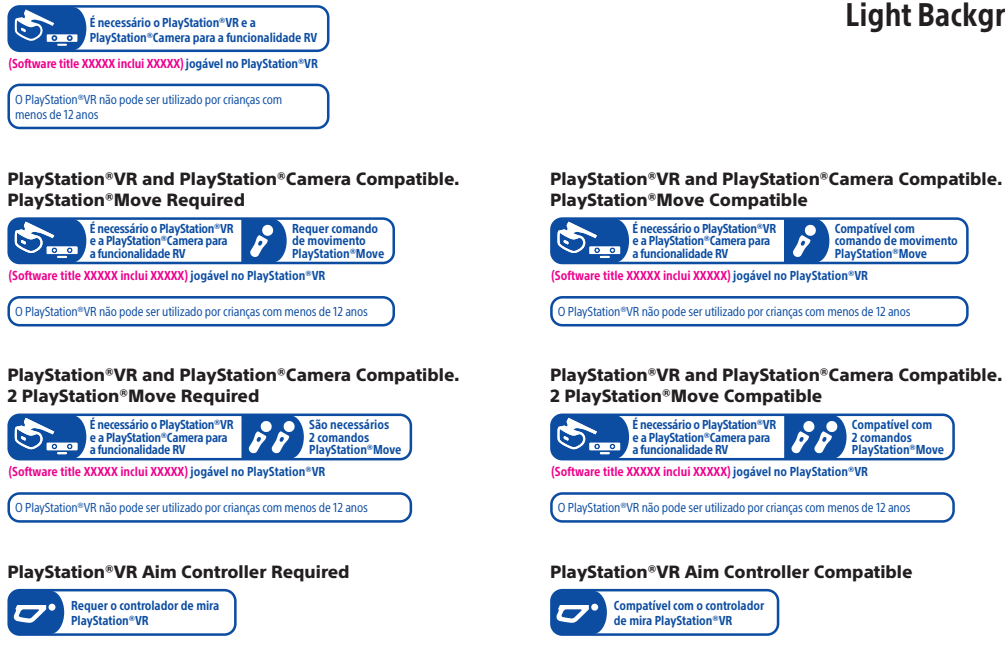 Light Backgr
É necessário o PlayStation®VR e a
PlayStation®Camera para a funcionalidade RV
(Software title XXXXX inclui XXXXX) jogável no PlayStation®VR
O PlayStation®VR não pode ser utilizado por crianças com
menos de 12 anos
PlayStation®VR and PlayStation®Camera Compatible.
PlayStation®Move Required
É necessário o PlayStation®VR
e a PlayStation®Camera para
a funcionalidade RV
Requer comando
de movimento
PlayStation®Move
(Software title XXXXX inclui XXXXX) jogável no PlayStation®VR
O PlayStation®VR não pode ser utilizado por crianças com menos de 12 anos
PlayStation®VR and PlayStation®Camera Compatible.
PlayStation®Move Compatible
É necessário o PlayStation®VR
e a PlayStation®Camera para
a funcionalidade RV
Compatível com
comando de movimento
PlayStation®Move
(Software title XXXXX inclui XXXXX) jogável no PlayStation®VR
O PlayStation®VR não pode ser utilizado por crianças com menos de 12 anos
PlayStation®VR and PlayStation®Camera Compatible.
2 PlayStation®Move Required
É necessário o PlayStation®VR
e a PlayStation®Camera para
a funcionalidade RV
São necessários
2 comandos
PlayStation®Move
(Software title XXXXX inclui XXXXX) jogável no PlayStation®VR
O PlayStation®VR não pode ser utilizado por crianças com menos de 12 anos
PlayStation®VR and PlayStation®Camera Compatible.
2 PlayStation®Move Compatible
É necessário o PlayStation®VR
e a PlayStation®Camera para
a funcionalidade RV
Compatível com
2 comandos
PlayStation®Move
(Software title XXXXX inclui XXXXX) jogável no PlayStation®VR
O PlayStation®VR não pode ser utilizado por crianças com menos de 12 anos
PlayStation®VR Aim Controller Required
Requer o controlador de mira
PlayStation®VR
PlayStation®VR Aim Controller Compatible
Compatível com o controlador
de mira PlayStation®VR